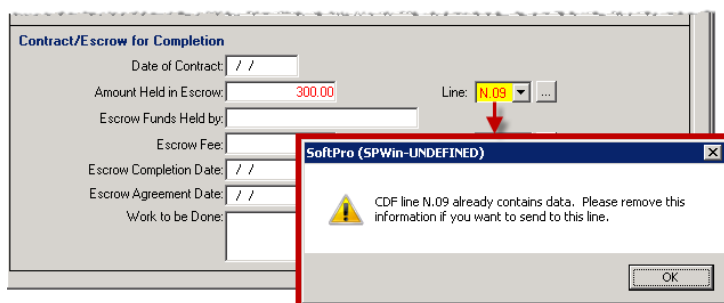 Contract/Escrow for Completion
Date of Contract: / /
Amount Held in Escrow: 300.00 Line: N.09 ...
Escrow Funds Held by:
Escrow Fee:
SoftPro (SPWin-UNDEFINED)
Escrow Completion Date: / /
Escrow Agreement Date: / /
Work to be Done:
CDF line N.09 already contains data. Please remove this
information if you want to send to this line.
OK